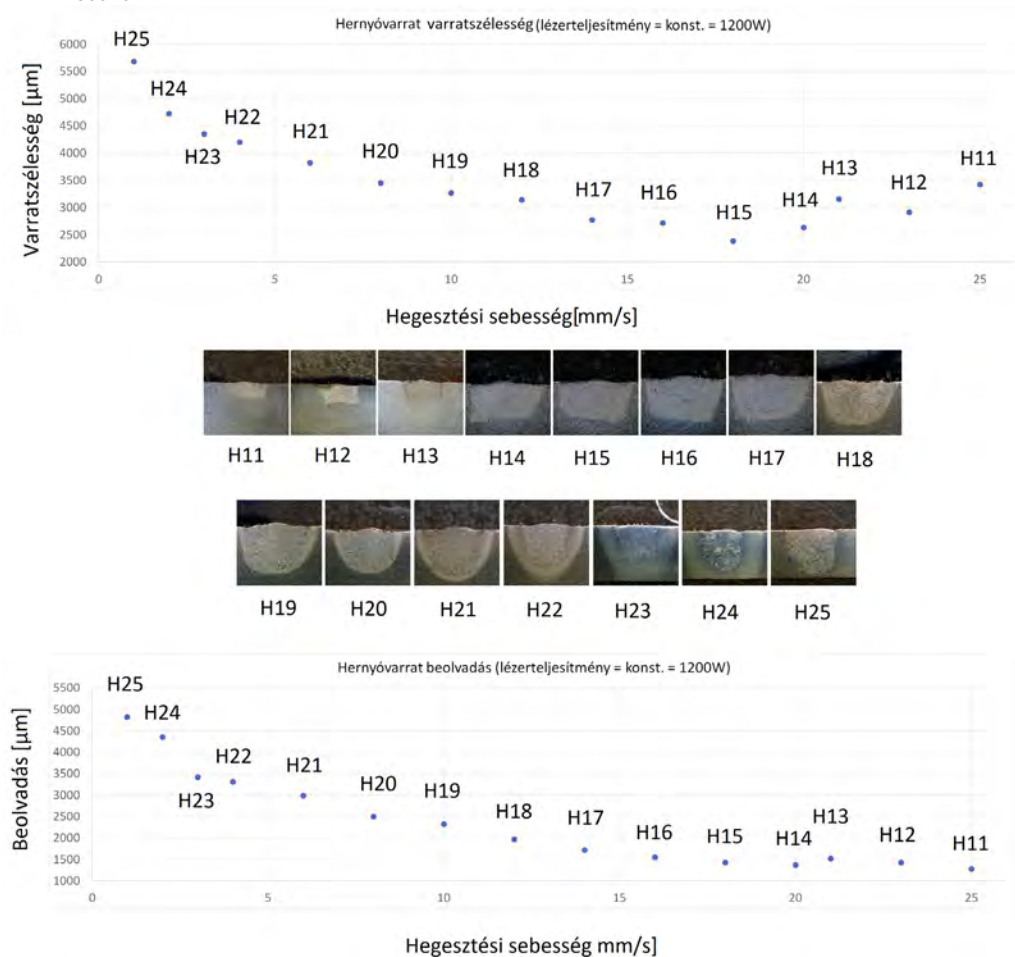 Hernyóvarrat varratszélesség (lézerteljesítmény = konst. = 1200W)
Varratszélesség [µm]
6000
5500
5000
4500
4000
3500
3000
2500
2000
H25
H24
H23
H22
H21
H20
H19
H18
H17
H16
H15
H14
H13
H12
H11
0
5
10
15
20
25
Hegesztési sebesség[mm/s]
H11 H12 H13 H14 H15 H16 H17 H18
H19 H20 H21 H22 H23 H24 H25
Hernyóvarrat beolvadás (lézerteljesítmény = konst. = 1200W)
Beolvadás [µm]
5500
5000
4500
4000
3500
3000
2500
2000
1500
1000
H25
H24
H23
H22
H21
H20
H19
H18
H17
H16
H15
H14
H13
H12
H11
0
5
10
15
20
25
Hegesztési sebesség mm/s]